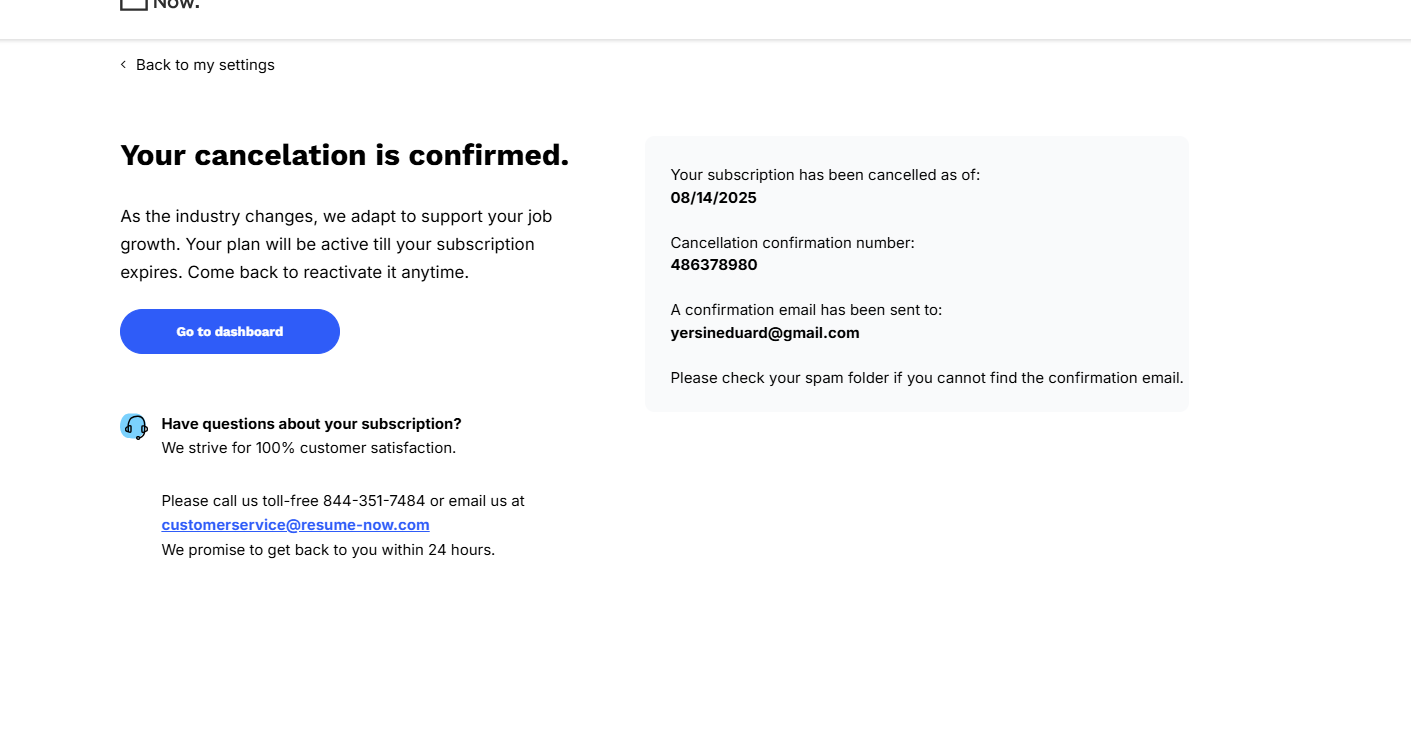 Now.
Back to my settings
Your cancelation is confirmed.
As the industry changes, we adapt to support your job
growth. Your plan will be active till your subscription
expires. Come back to reactivate it anytime.
Go to dashboard
Have questions about your subscription?
We strive for 100% customer satisfaction.
Please call us toll-free 844-351-7484 or email us at
customerservice@resume-now.com
We promise to get back to you within 24 hours.
Your subscription has been cancelled as of:
08/14/2025
Cancellation confirmation number:
486378980
A confirmation email has been sent to:
yersineduard@gmail.com
Please check your spam folder if you cannot find the confirmation email.